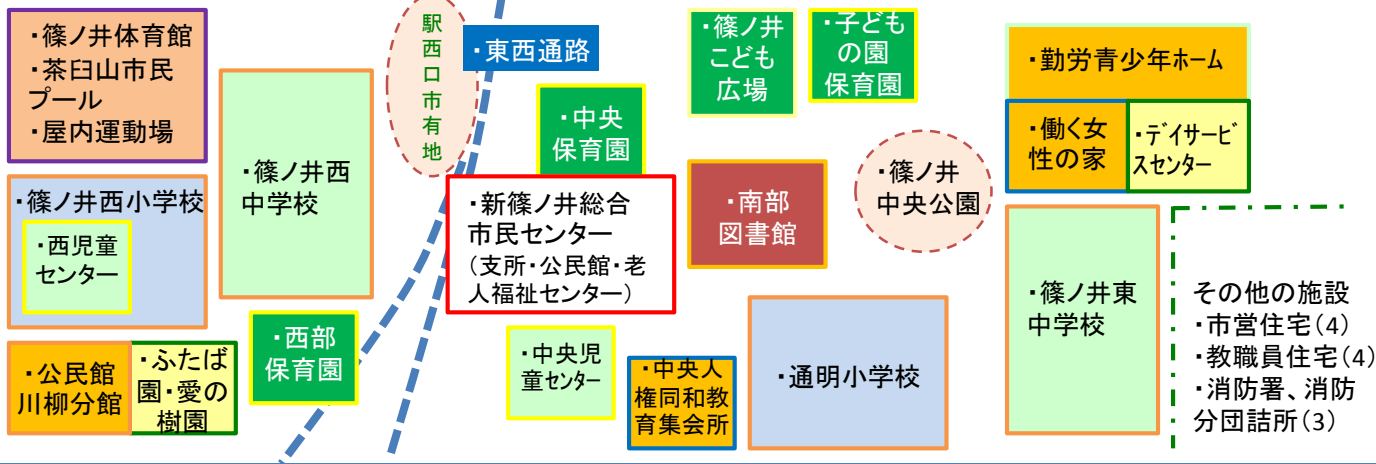 ・篠ノ井体育館
・茶臼山市民
プール
・屋内運動場
・篠ノ井西小学校
・西児童
センター
・公民館
川柳分館
・ふたば
園・愛の
樹園
・篠ノ井西
中学校
・西部
保育園
駅西口市有地
・東西通路
・中央
保育園
・新篠ノ井総合
市民センター
(支所・公民館・老
人福祉センター)
・中央児
童センター
・中央人
権同和教
育集会所
・篠ノ井
こども
広場
・子ども
の園
保育園
・南部
図書館
・篠ノ井
中央公園
・通明小学校
・勤労青少年ホーム
・働く女
性の家
・デイサービ
スセンター
・篠ノ井東
中学校
その他の施設
・市営住宅(4)
・教職員住宅(4)
・消防署、消防
分団詰所(3)